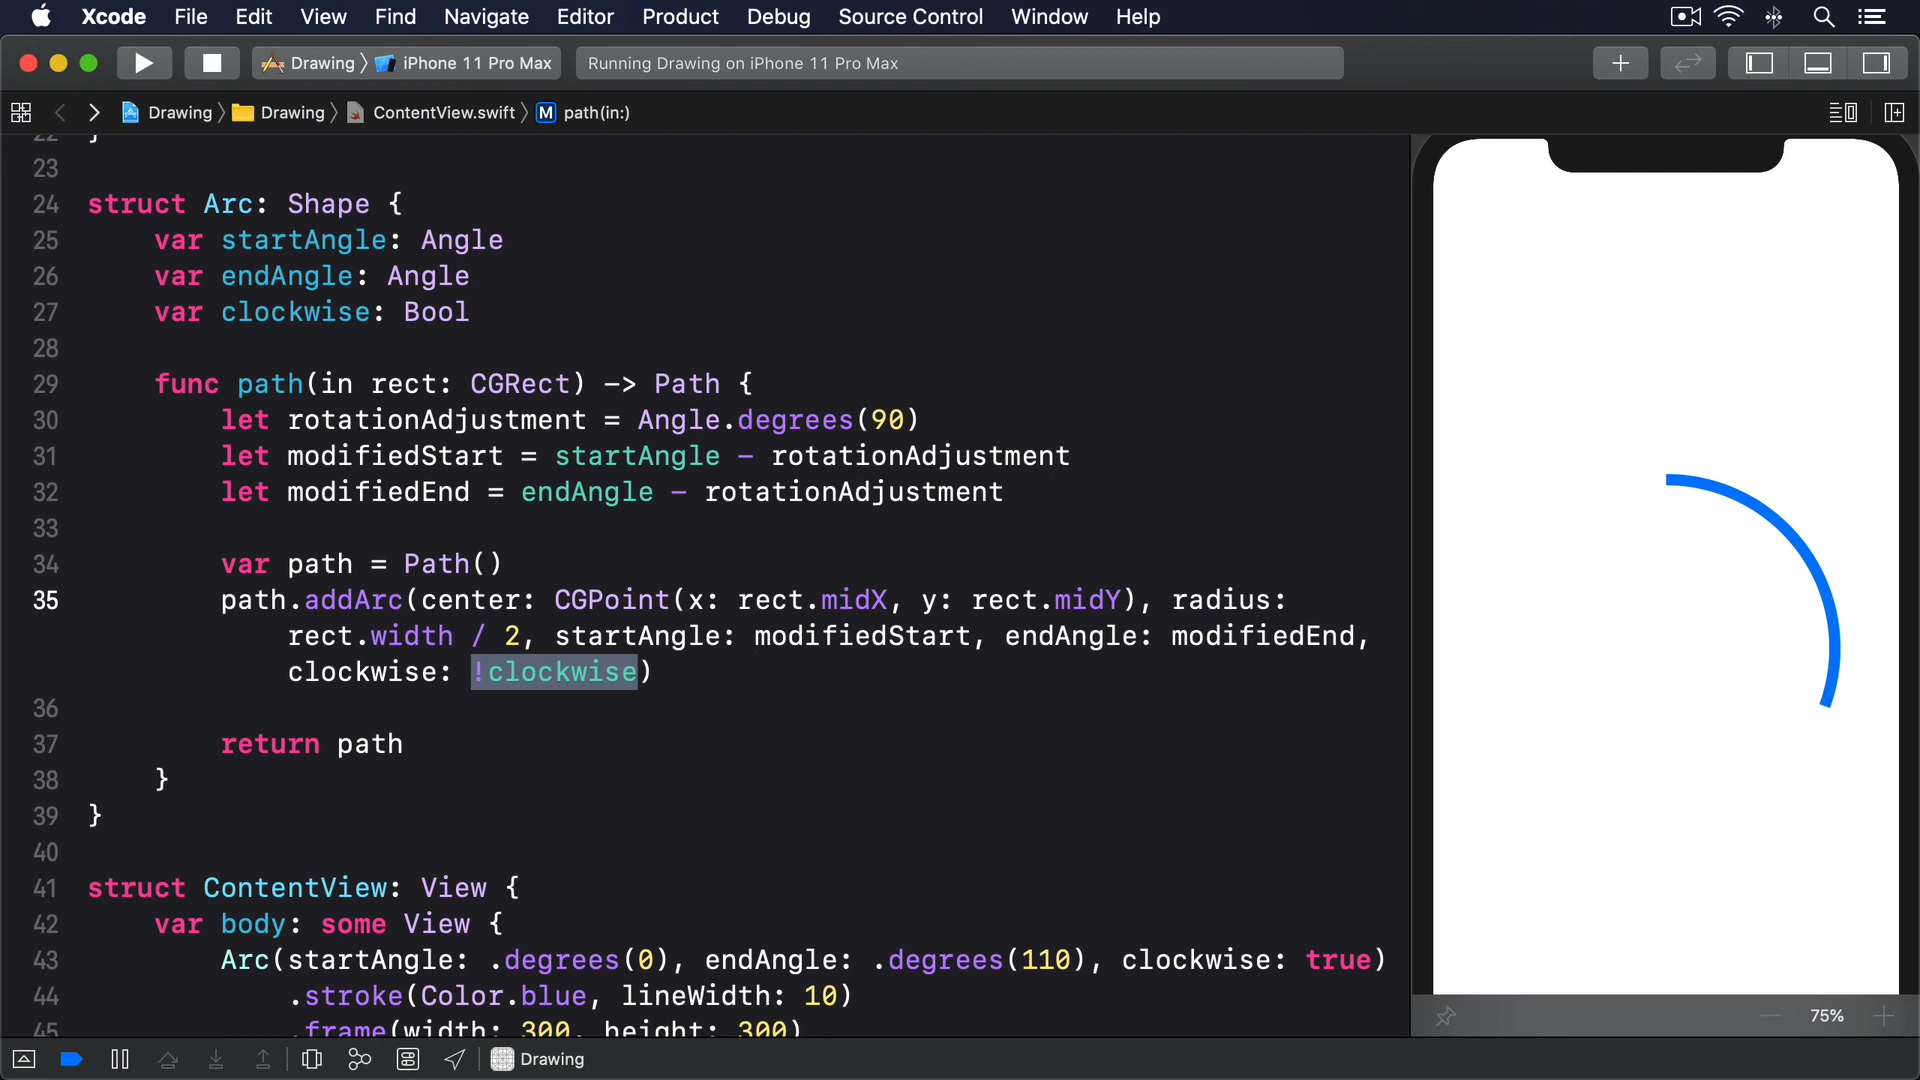 Xcode File Edit View Find Navigate Editor Product Debug Source Control Window Help
Drawing iPhone 11 Pro Max Running Drawing on iPhone 11 Pro Max
Drawing Drawing ContentView.swift M path(in:)
22 }
23
24 struct Arc: Shape {
25 var startAngle: Angle
26 var endAngle: Angle
27 var clockwise: Bool
28
29 func path(in rect: CGRect) -> Path {
30 let rotationAdjustment = Angle.degrees(90)
31 let modifiedStart = startAngle - rotationAdjustment
32 let modifiedEnd = endAngle - rotationAdjustment
33
34 var path = Path()
35 path.addArc(center: CGPoint(x: rect.midX, y: rect.midY), radius:
rect.width / 2, startAngle: modifiedStart, endAngle: modifiedEnd,
clockwise: !clockwise)
36
37 return path
38 }
39 }
40
41 struct ContentView: View {
42 var body: some View {
43 Arc(startAngle: .degrees(0), endAngle: .degrees(110), clockwise: true)
44 .stroke(Color.blue, lineWidth: 10)
45 .frame(width: 300, height: 300)
75%
Drawing